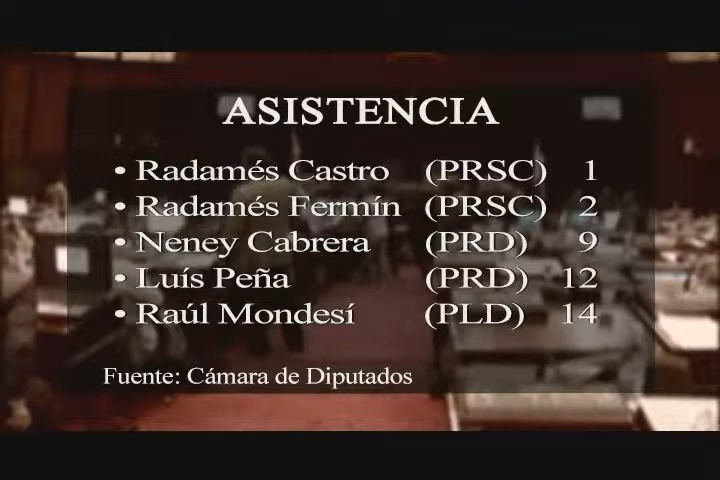 ASISTENCIA
• Radamés Castro (PRSC) 1
• Radamés Fermín (PRSC) 2
• Neney Cabrera (PRD) 9
• Luís Peña (PRD) 12
• Raúl Mondesí (PLD) 14
Fuente: Cámara de Diputados